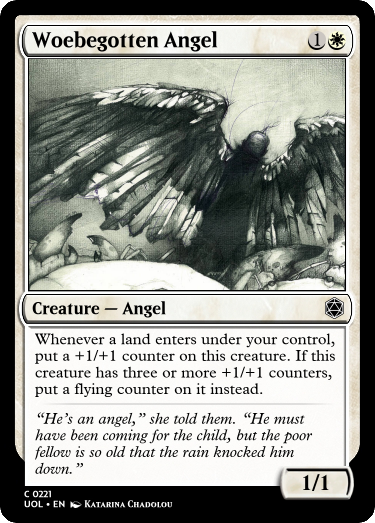 Woebegotten Angel 1
Creature — Angel
Whenever a land enters under your control,
put a +1/+1 counter on this creature. If this
creature has three or more +1/+1 counters,
put a flying counter on it instead.
“He’s an angel,” she told them. “He must
have been coming for the child, but the poor
fellow is so old that the rain knocked him
down.”
1/1
C 0221
UOL • EN Katarina Chadolou